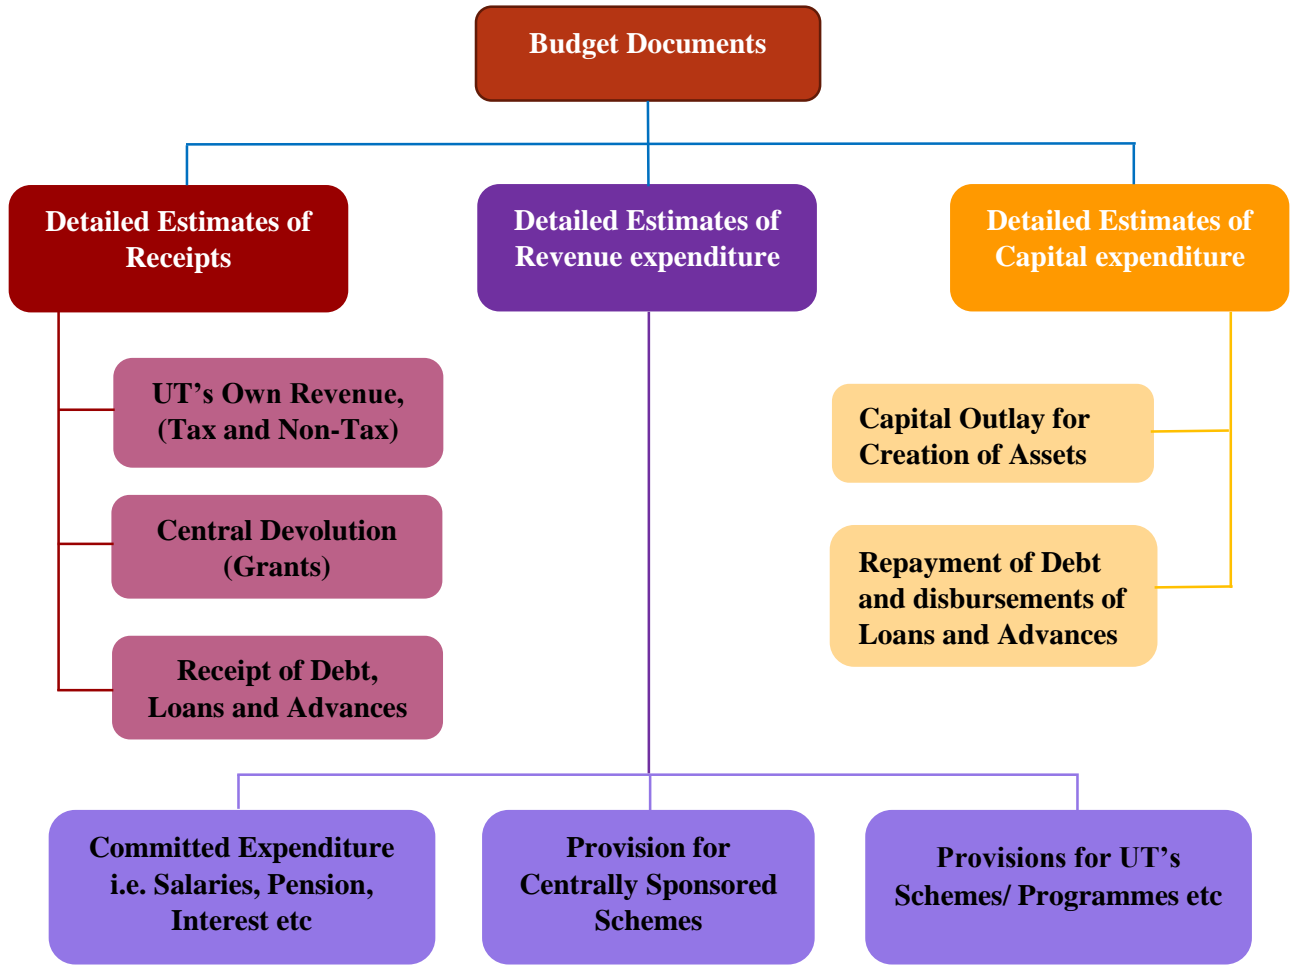 Budget Documents
Detailed Estimates of
Receipts
Detailed Estimates of
Revenue expenditure
Detailed Estimates of
Capital expenditure
UT’s Own Revenue,
(Tax and Non-Tax)
Central Devolution
(Grants)
Receipt of Debt,
Loans and Advances
Capital Outlay for
Creation of Assets
Repayment of Debt
and disbursements of
Loans and Advances
Committed Expenditure
i.e. Salaries, Pension,
Interest etc
Provision for
Centrally Sponsored
Schemes
Provisions for UT’s
Schemes/ Programmes etc